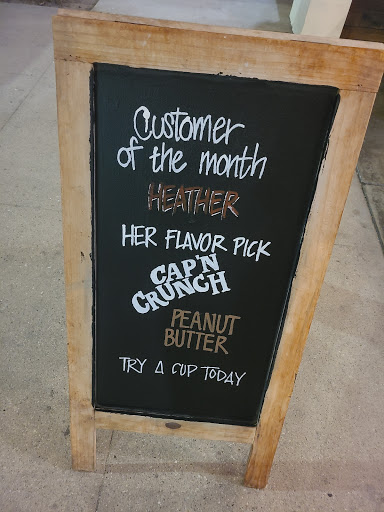 Customer
of the month
HEATHER
HER FLAVOR PICK
CAP'N
CRUNCH
PEANUT
BUTTER
TRY A CUP TODAY